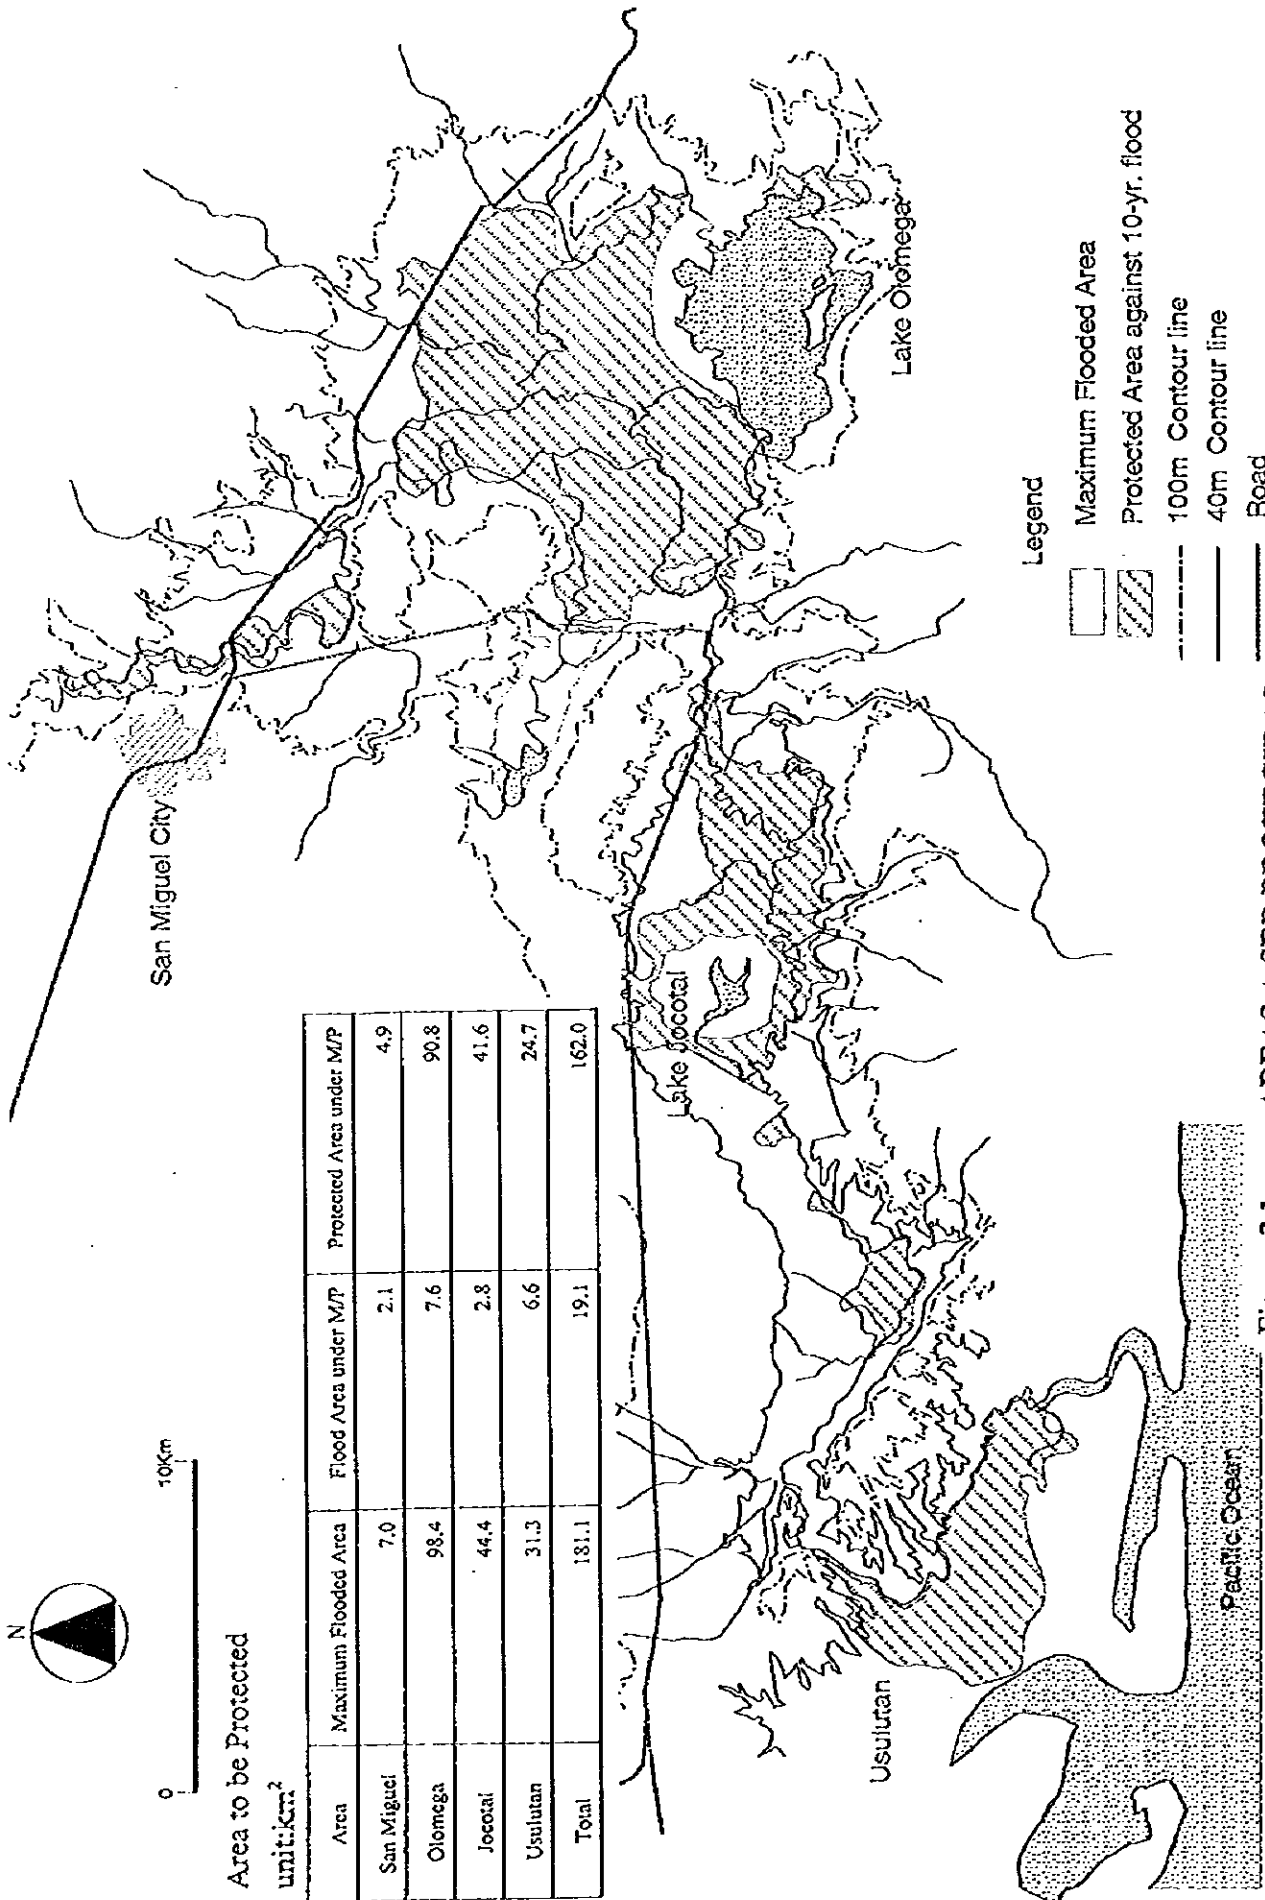 N
0 10Km
Area to be Protected
unit:km²
Area Maximum Flooded Area Flood Area under M/P Protected Area under M/P
San Miguel 7.0 2.1 4.9
Olomega 98.4 7.6 90.8
Jocotal 44.4 2.8 41.6
Usulutan 31.3 6.6 24.7
Total 181.1 19.1 162.0
San Miguel City
Lake Jocotal
Lake Olomega
Usulutan
Pacific Ocean
Legend
Maximum Flooded Area
Protected Area against 10-yr. flood
100m Contour line
40m Contour line
Road